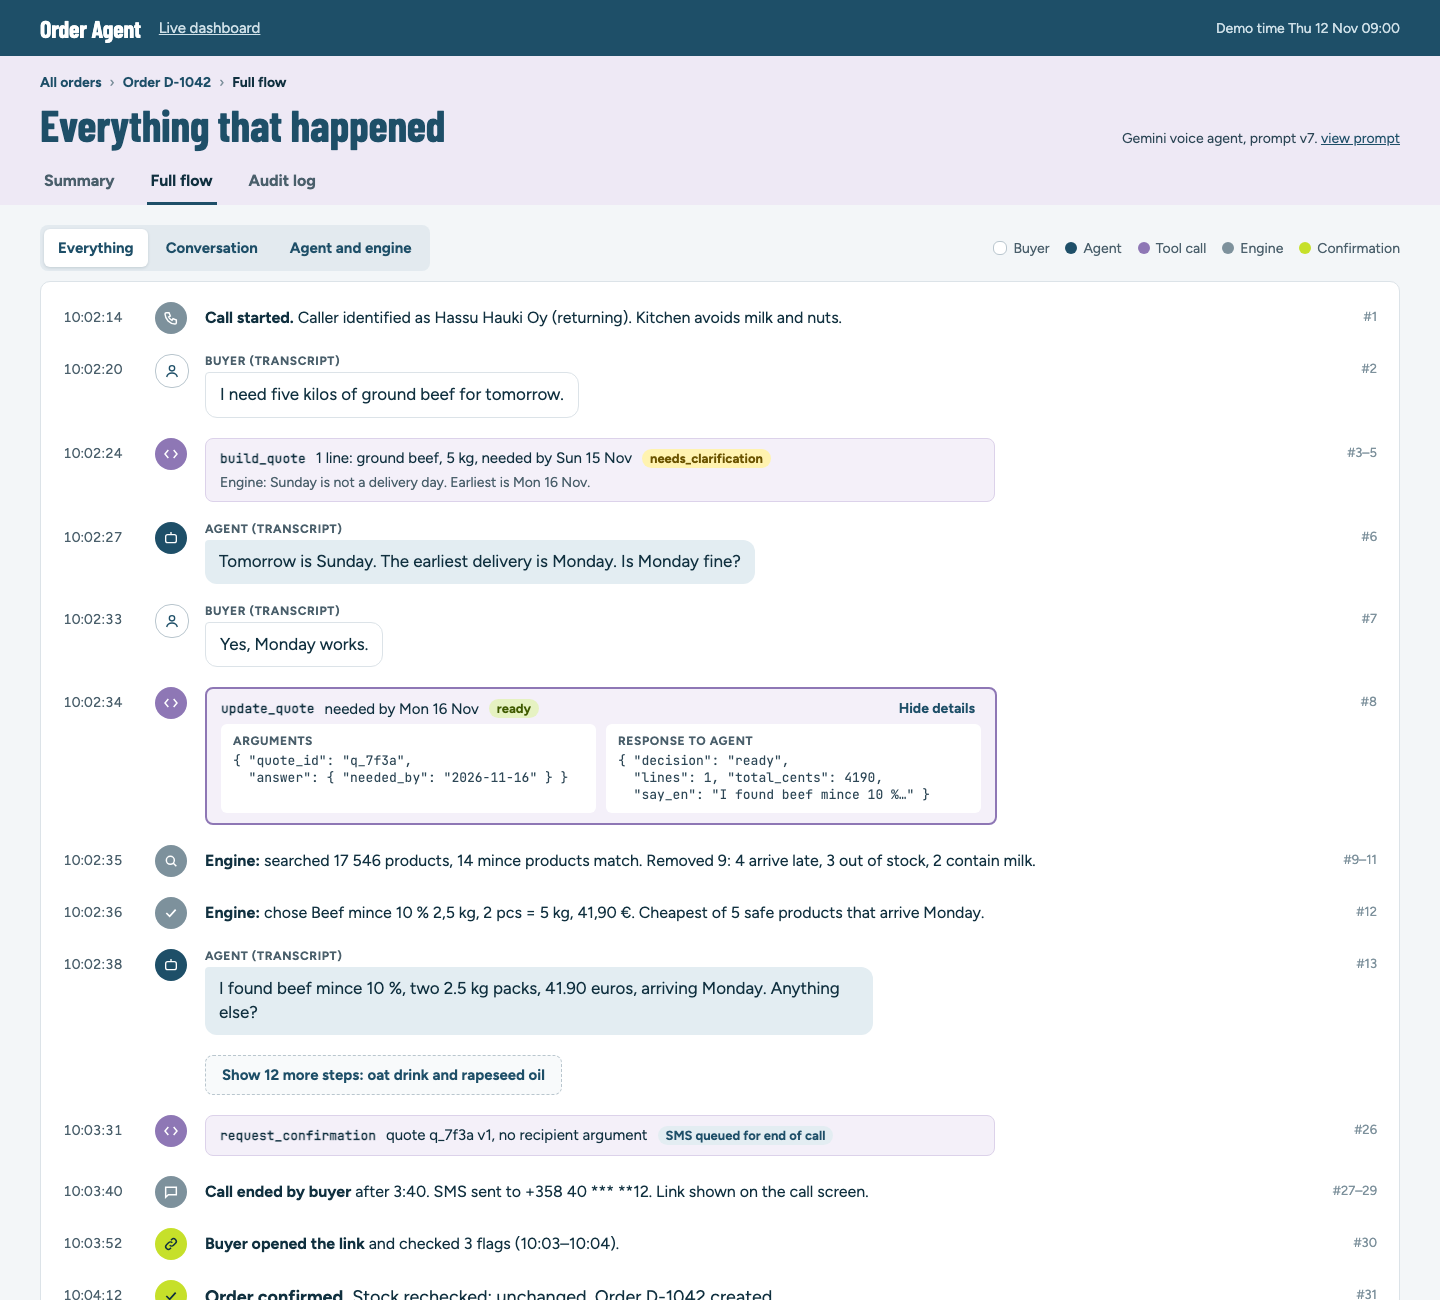 Order Agent Live dashboard Demo time Thu 12 Nov 09:00
All orders › Order D-1042 › Full flow
Everything that happened
Gemini voice agent, prompt v7. view prompt
Summary Full flow Audit log
Everything Conversation Agent and engine Buyer Agent Tool call Engine Confirmation
10:02:14 Call started. Caller identified as Hassu Hauki Oy (returning). Kitchen avoids milk and nuts. #1
BUYER (TRANSCRIPT)
10:02:20 #2
I need five kilos of ground beef for tomorrow.
10:02:24 build_quote 1 line: ground beef, 5 kg, needed by Sun 15 Nov needs_clarification #3–5
Engine: Sunday is not a delivery day. Earliest is Mon 16 Nov.
AGENT (TRANSCRIPT)
10:02:27 #6
Tomorrow is Sunday. The earliest delivery is Monday. Is Monday fine?
BUYER (TRANSCRIPT)
10:02:33 #7
Yes, Monday works.
10:02:34 update_quote needed by Mon 16 Nov ready Hide details #8
ARGUMENTS
{ "quote_id": "q_7f3a",
"answer": { "needed_by": "2026-11-16" } }
RESPONSE TO AGENT
{ "decision": "ready",
"lines": 1, "total_cents": 4190,
"say_en": "I found beef mince 10 %…" }
10:02:35 Engine: searched 17 546 products, 14 mince products match. Removed 9: 4 arrive late, 3 out of stock, 2 contain milk. #9–11
10:02:36 Engine: chose Beef mince 10 % 2,5 kg, 2 pcs = 5 kg, 41,90 €. Cheapest of 5 safe products that arrive Monday. #12
AGENT (TRANSCRIPT)
10:02:38 #13
I found beef mince 10 %, two 2.5 kg packs, 41.90 euros, arriving Monday. Anything
else?
Show 12 more steps: oat drink and rapeseed oil
10:03:31 request_confirmation quote q_7f3a v1, no recipient argument SMS queued for end of call #26
10:03:40 Call ended by buyer after 3:40. SMS sent to +358 40 *** **12. Link shown on the call screen. #27–29
10:03:52 Buyer opened the link and checked 3 flags (10:03–10:04). #30
10:04:12 Order confirmed. Stock rechecked: unchanged. Order D-1042 created. #31